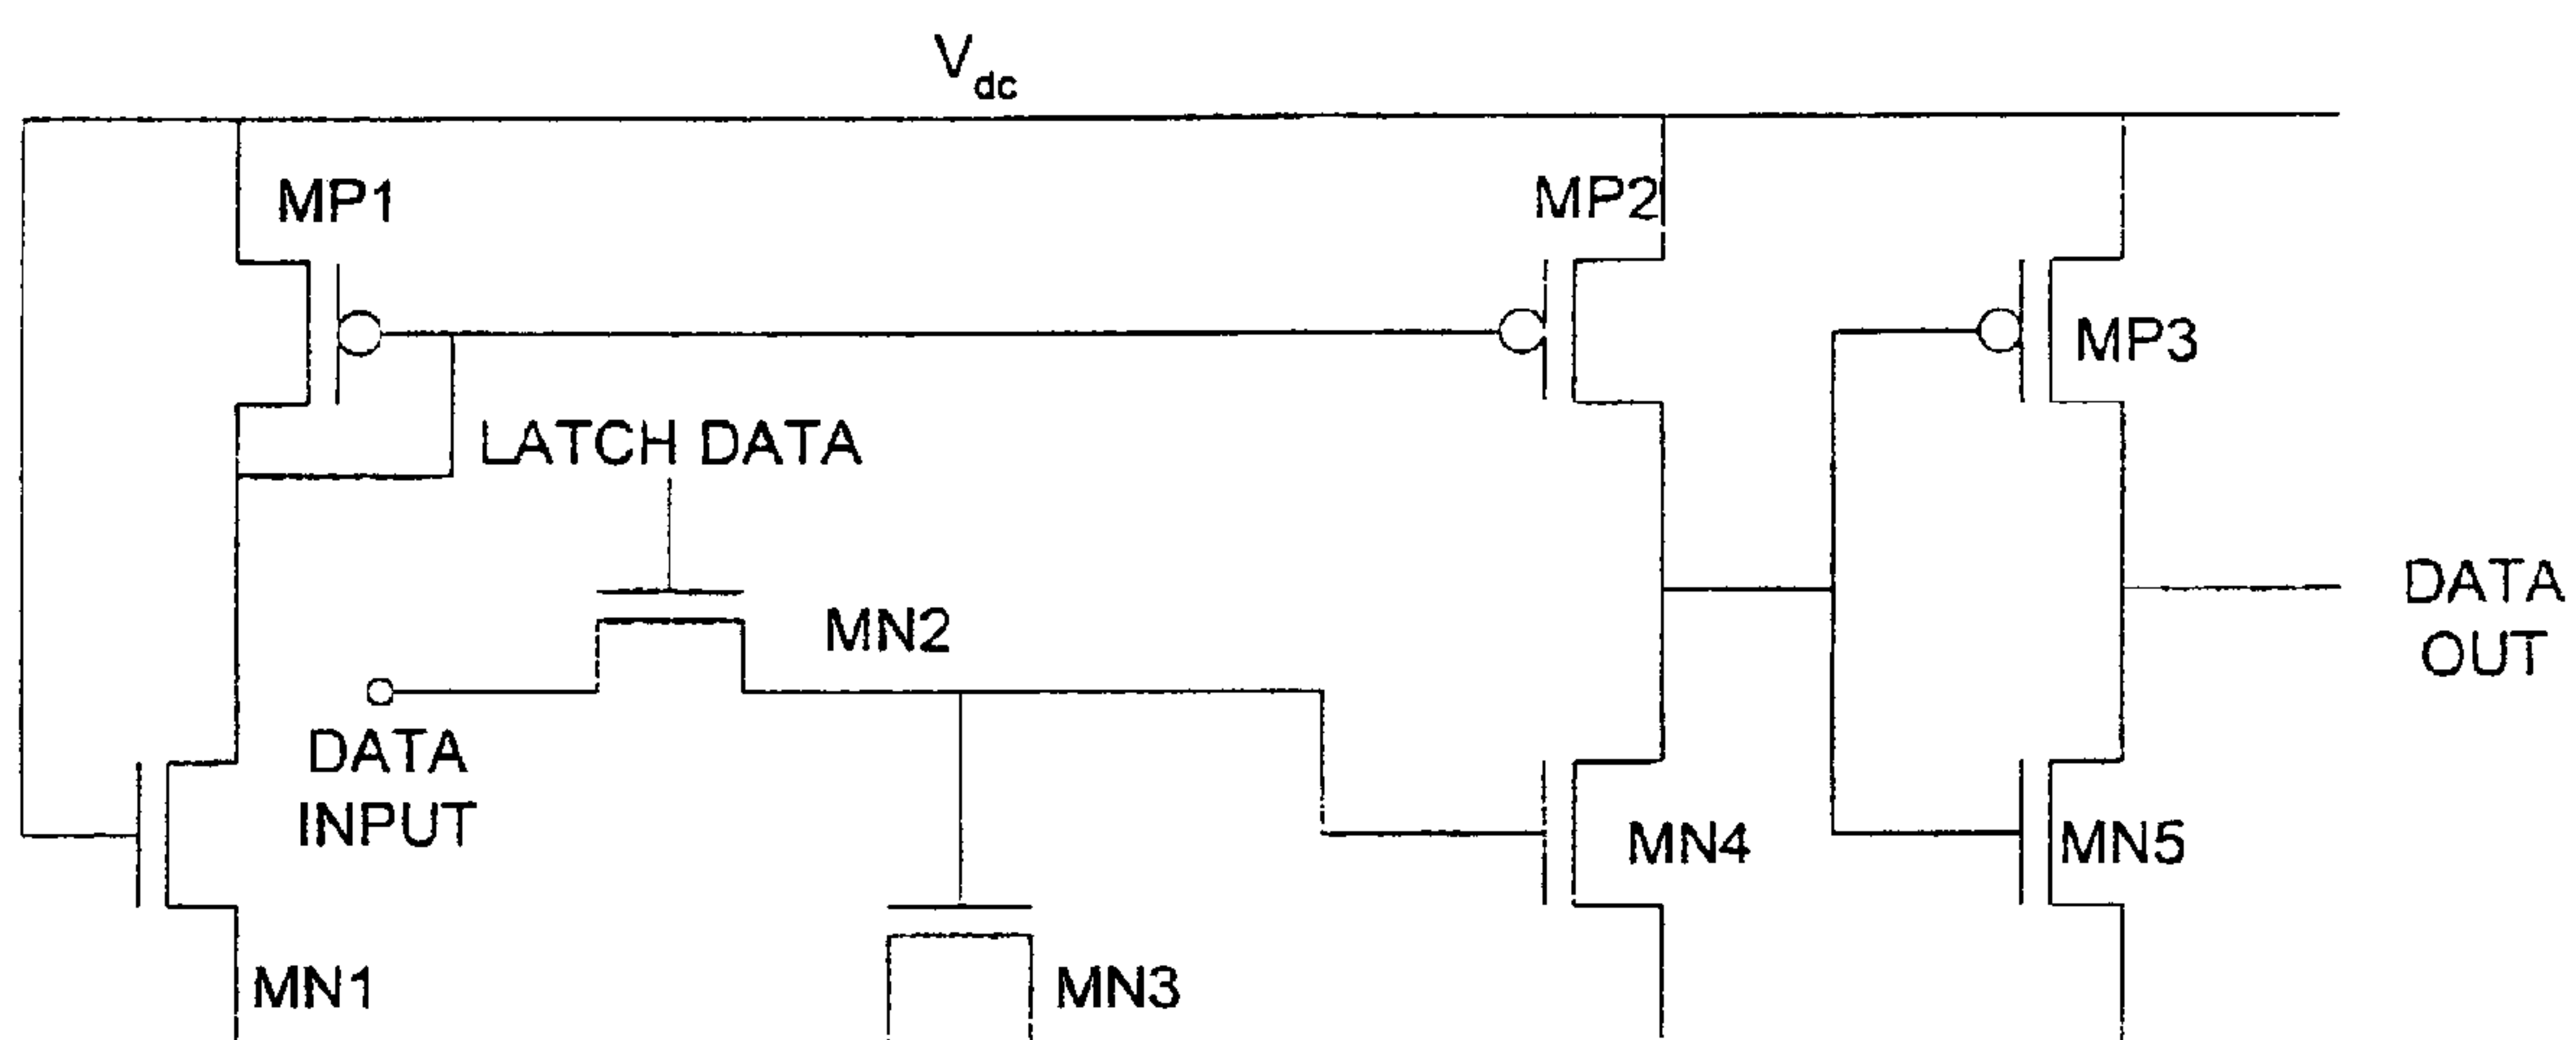 Vdc
MP1
MP2
MP3
LATCH DATA
MN2
DATA
OUT
DATA
INPUT
MN4
MN5
MN1
MN3